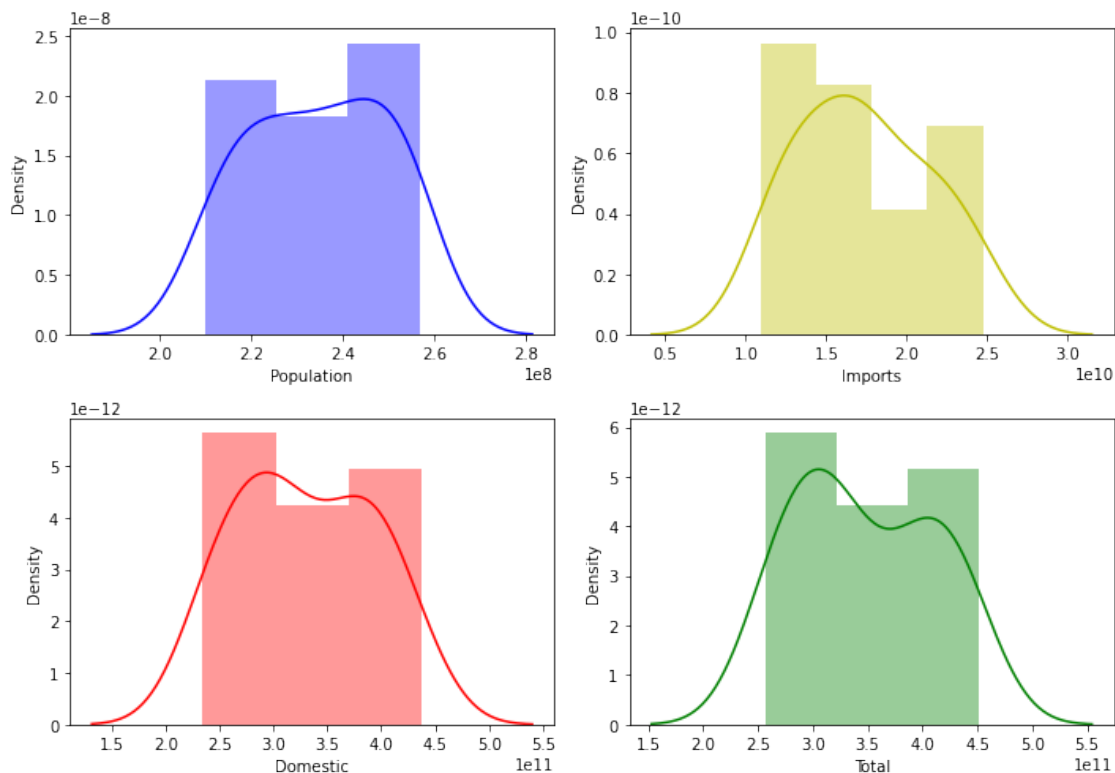 1e−8
2.5
2.0
1.5
1.0
0.5
0.0
Density
2.0 2.2 2.4 2.6 2.8
Population
1e8
1e−10
1.0
0.8
0.6
0.4
0.2
0.0
Density
0.5 1.0 1.5 2.0 2.5 3.0
Imports
1e10
1e−12
5
4
3
2
1
0
Density
1.5 2.0 2.5 3.0 3.5 4.0 4.5 5.0 5.5
Domestic
1e11
1e−12
6
5
4
3
2
1
0
Density
1.5 2.0 2.5 3.0 3.5 4.0 4.5 5.0 5.5
Total
1e11